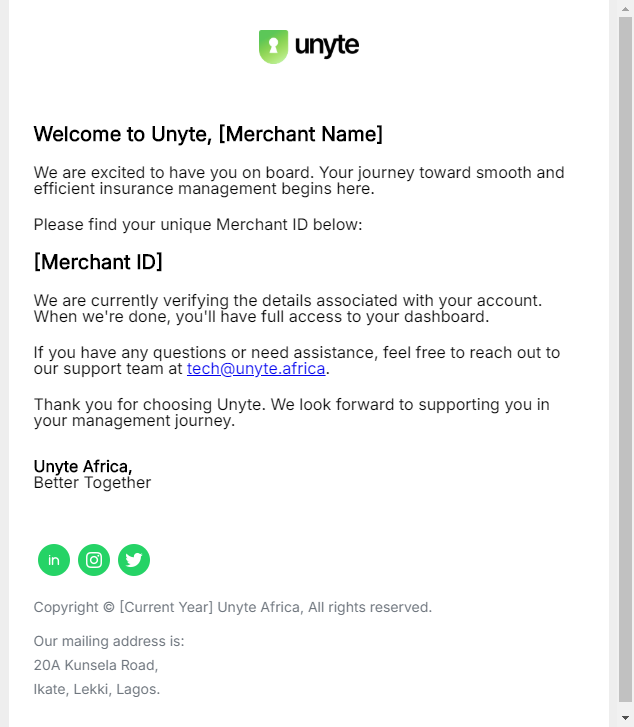 unyte
Welcome to Unyte, [Merchant Name]
We are excited to have you on board. Your journey toward smooth and
efficient insurance management begins here.
Please find your unique Merchant ID below:
[Merchant ID]
We are currently verifying the details associated with your account.
When we're done, you'll have full access to your dashboard.
If you have any questions or need assistance, feel free to reach out to
our support team at tech@unyte.africa.
Thank you for choosing Unyte. We look forward to supporting you in
your management journey.
Unyte Africa,
Better Together
in
Copyright © [Current Year] Unyte Africa, All rights reserved.
Our mailing address is:
20A Kunsela Road,
Ikate, Lekki, Lagos.